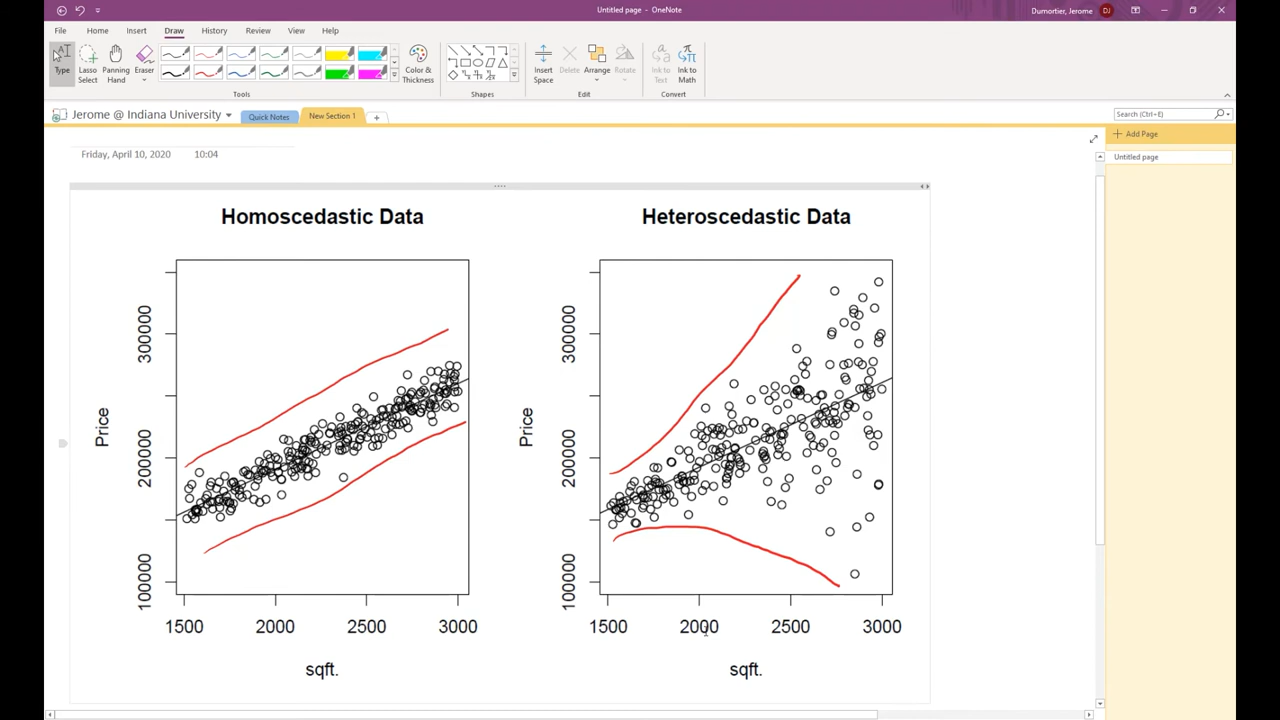 Untitled page - OneNote
Dumortier, Jerome
DJ
File Home Insert Draw History Review View Help
Type
Lasso Select
Panning Hand
Eraser
Color & Thickness
Insert Space
Delete
Arrange
Rotate
Ink to Text
Ink to Math
Tools
Shapes
Edit
Convert
Jerome @ Indiana University
Quick Notes
New Section 1
Search (Ctrl+E)
Add Page
Untitled page
Friday, April 10, 2020 10:04
Homoscedastic Data
Price
300000
200000
100000
1500 2000 2500 3000
sqft.
Heteroscedastic Data
Price
300000
200000
100000
1500 2000 2500 3000
sqft.